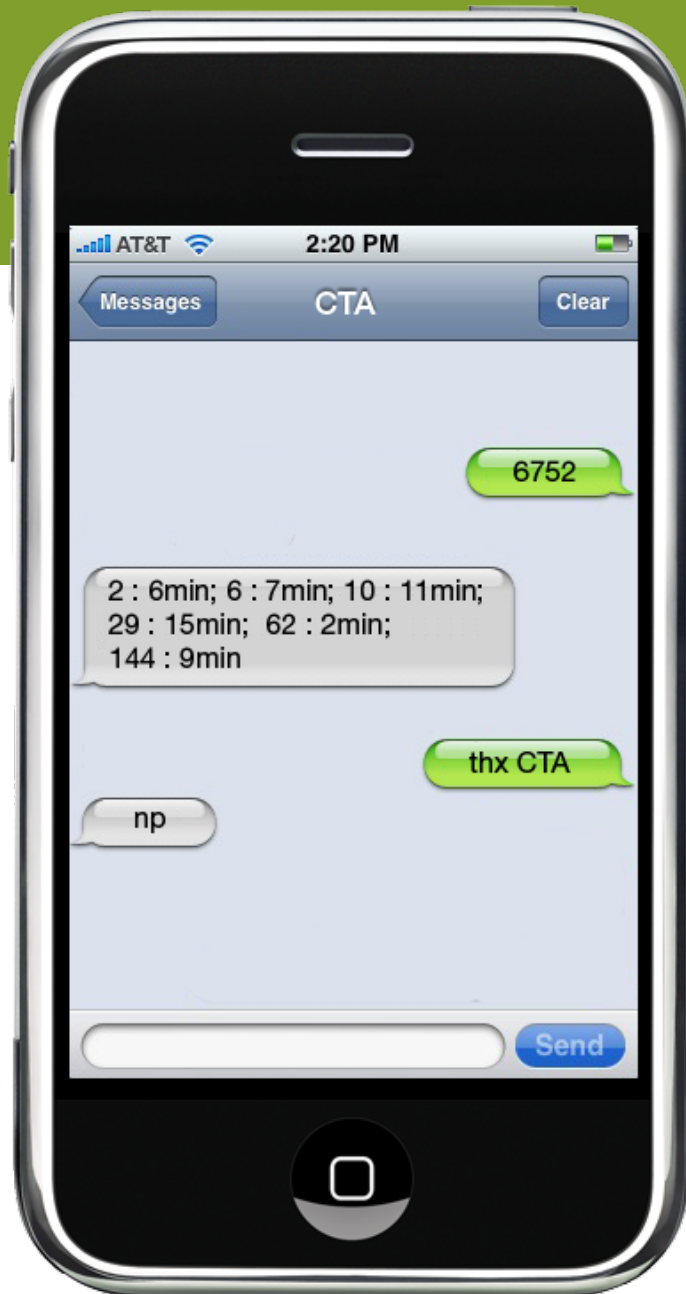 AT&T 2:20 PM
Messages CTA Clear
6752
2 : 6min; 6 : 7min; 10 : 11min;
29 : 15min; 62 : 2min;
144 : 9min
thx CTA
np
Send